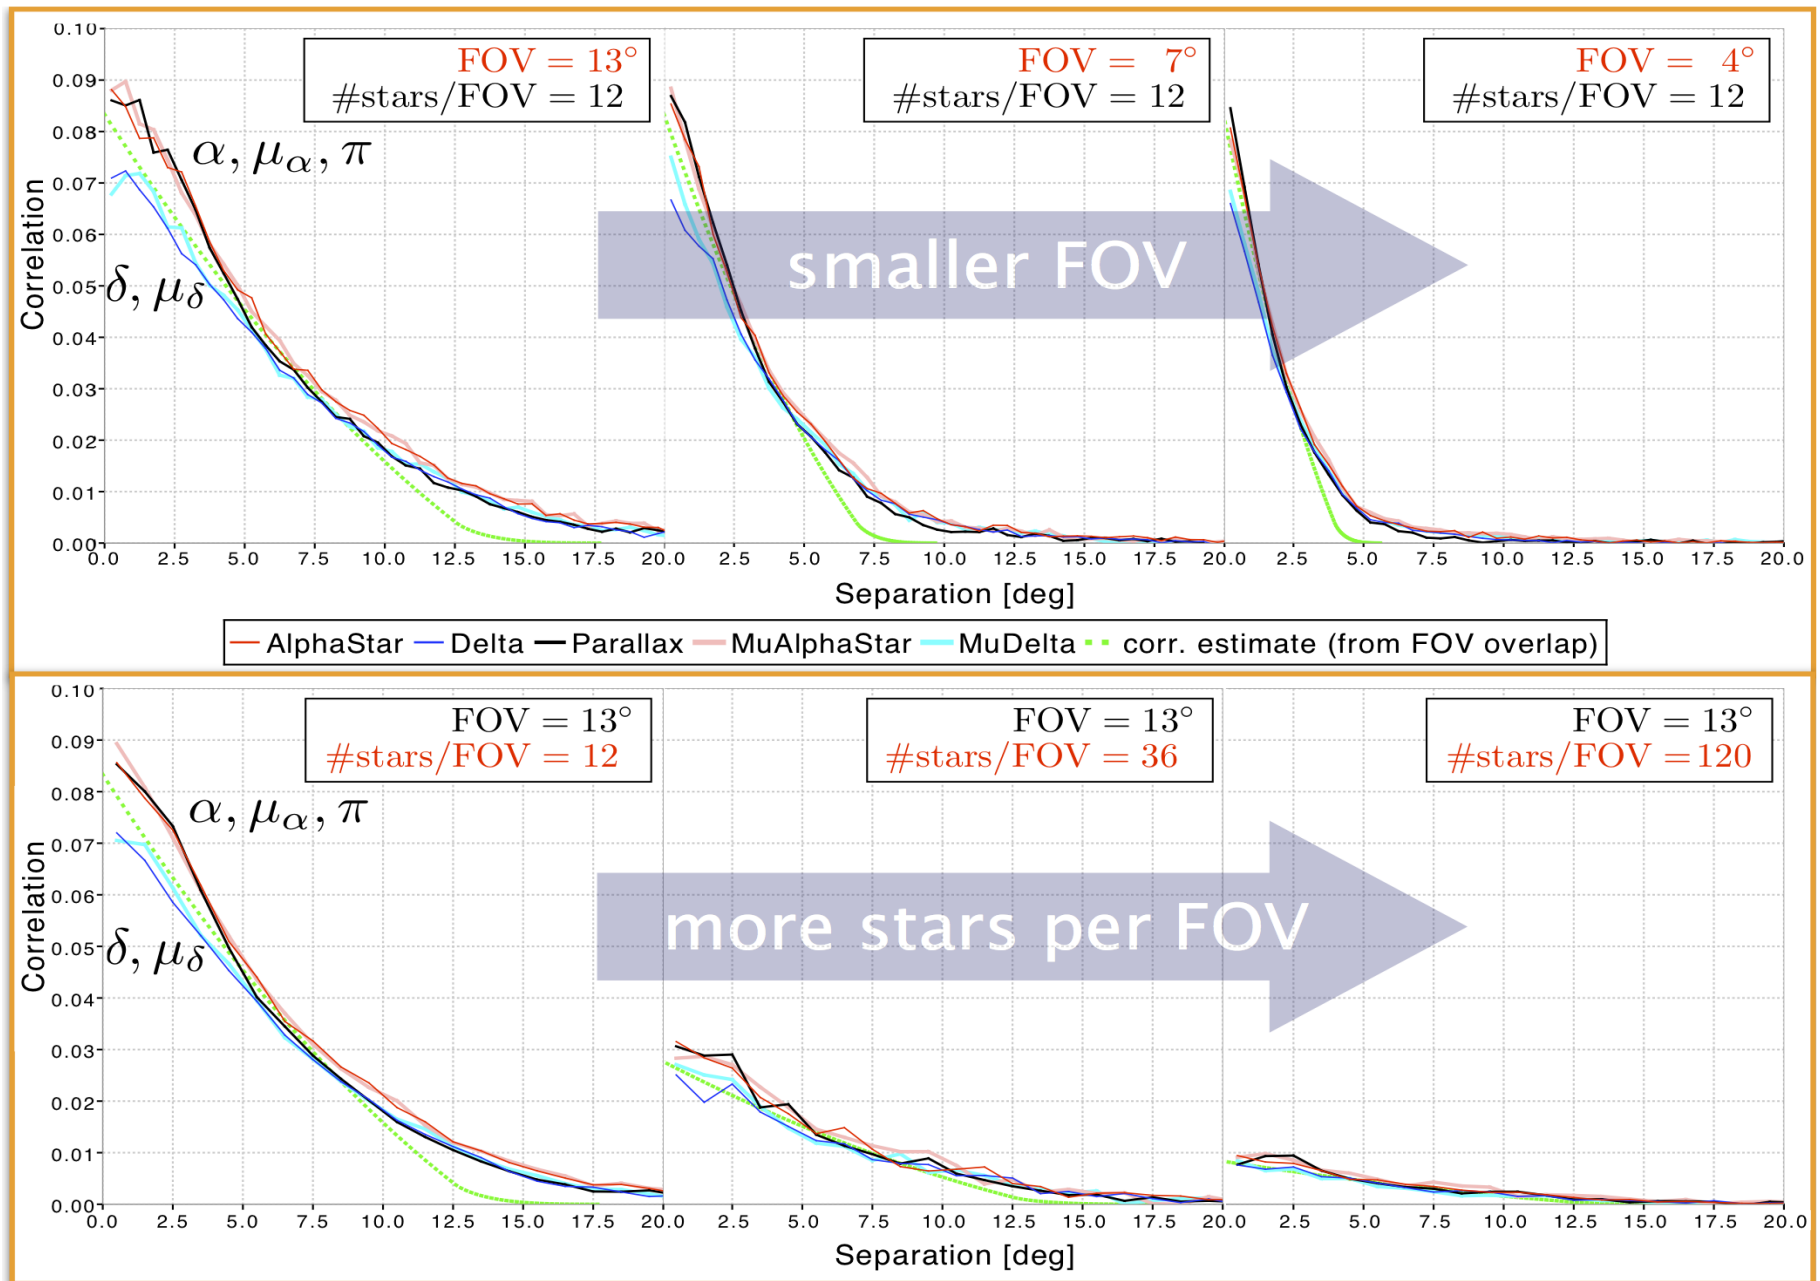 FOV = 13°
#stars/FOV = 12
FOV = 7°
#stars/FOV = 12
FOV = 4°
#stars/FOV = 12
0.10
0.09
0.08
0.07
0.06
0.05
0.04
0.03
0.02
0.01
0.00
Correlation
α, μα, π
δ, μδ
smaller FOV
0.0 2.5 5.0 7.5 10.0 12.5 15.0 17.5 20.0 2.5 5.0 7.5 10.0 12.5 15.0 17.5 20.0 2.5 5.0 7.5 10.0 12.5 15.0 17.5 20.0
Separation [deg]
AlphaStar Delta Parallax MuAlphaStar MuDelta corr. estimate (from FOV overlap)
FOV = 13°
#stars/FOV = 12
FOV = 13°
#stars/FOV = 36
FOV = 13°
#stars/FOV = 120
0.10
0.09
0.08
0.07
0.06
0.05
0.04
0.03
0.02
0.01
0.00
Correlation
α, μα, π
δ, μδ
more stars per FOV
0.0 2.5 5.0 7.5 10.0 12.5 15.0 17.5 20.0 2.5 5.0 7.5 10.0 12.5 15.0 17.5 20.0 2.5 5.0 7.5 10.0 12.5 15.0 17.5 20.0
Separation [deg]